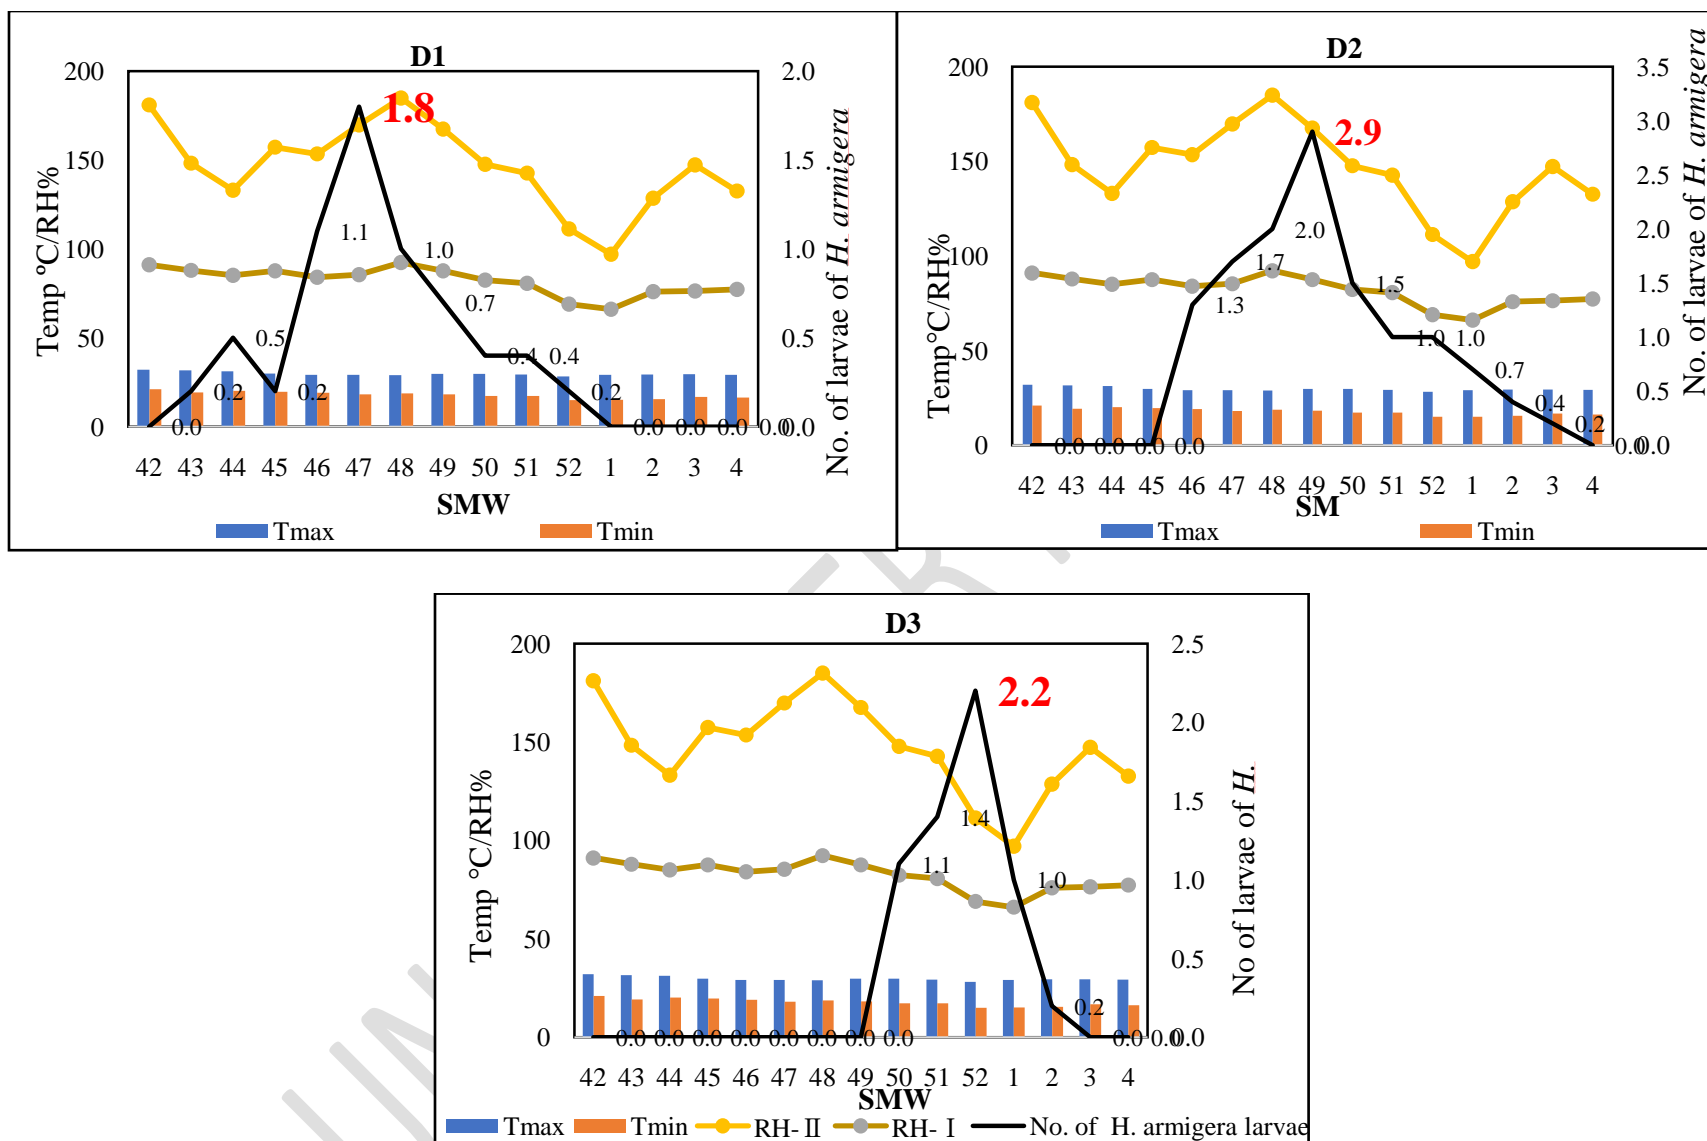 D1
200
150
100
50
0
2.0
1.5
1.0
0.5
0.0
Temp °C/RH%
No. of larvae of H. armigera
1.8
0.0 0.2 0.5 0.2 1.1 1.0 0.7 0.4 0.4 0.2 0.0 0.0 0.0 0.0
42 43 44 45 46 47 48 49 50 51 52 1 2 3 4
SMW
Tmax Tmin
D2
200
150
100
50
0
3.5
3.0
2.5
2.0
1.5
1.0
0.5
0.0
Temp°C/RH%
No. of larvae of H. armigera
2.9
0.0 0.0 0.0 0.0 1.3 1.7 2.0 1.5 1.0 1.0 0.7 0.4 0.2 0.0
42 43 44 45 46 47 48 49 50 51 52 1 2 3 4
SM
Tmax Tmin
D3
200
150
100
50
0
2.5
2.0
1.5
1.0
0.5
0.0
Temp °C/RH%
No of larvae of H.
2.2
0.0 0.0 0.0 0.0 0.0 0.0 0.0 0.0 1.1 1.4 1.0 0.2 0.0 0.0
42 43 44 45 46 47 48 49 50 51 52 1 2 3 4
SMW
Tmax Tmin RH- II RH- I No. of H. armigera larvae